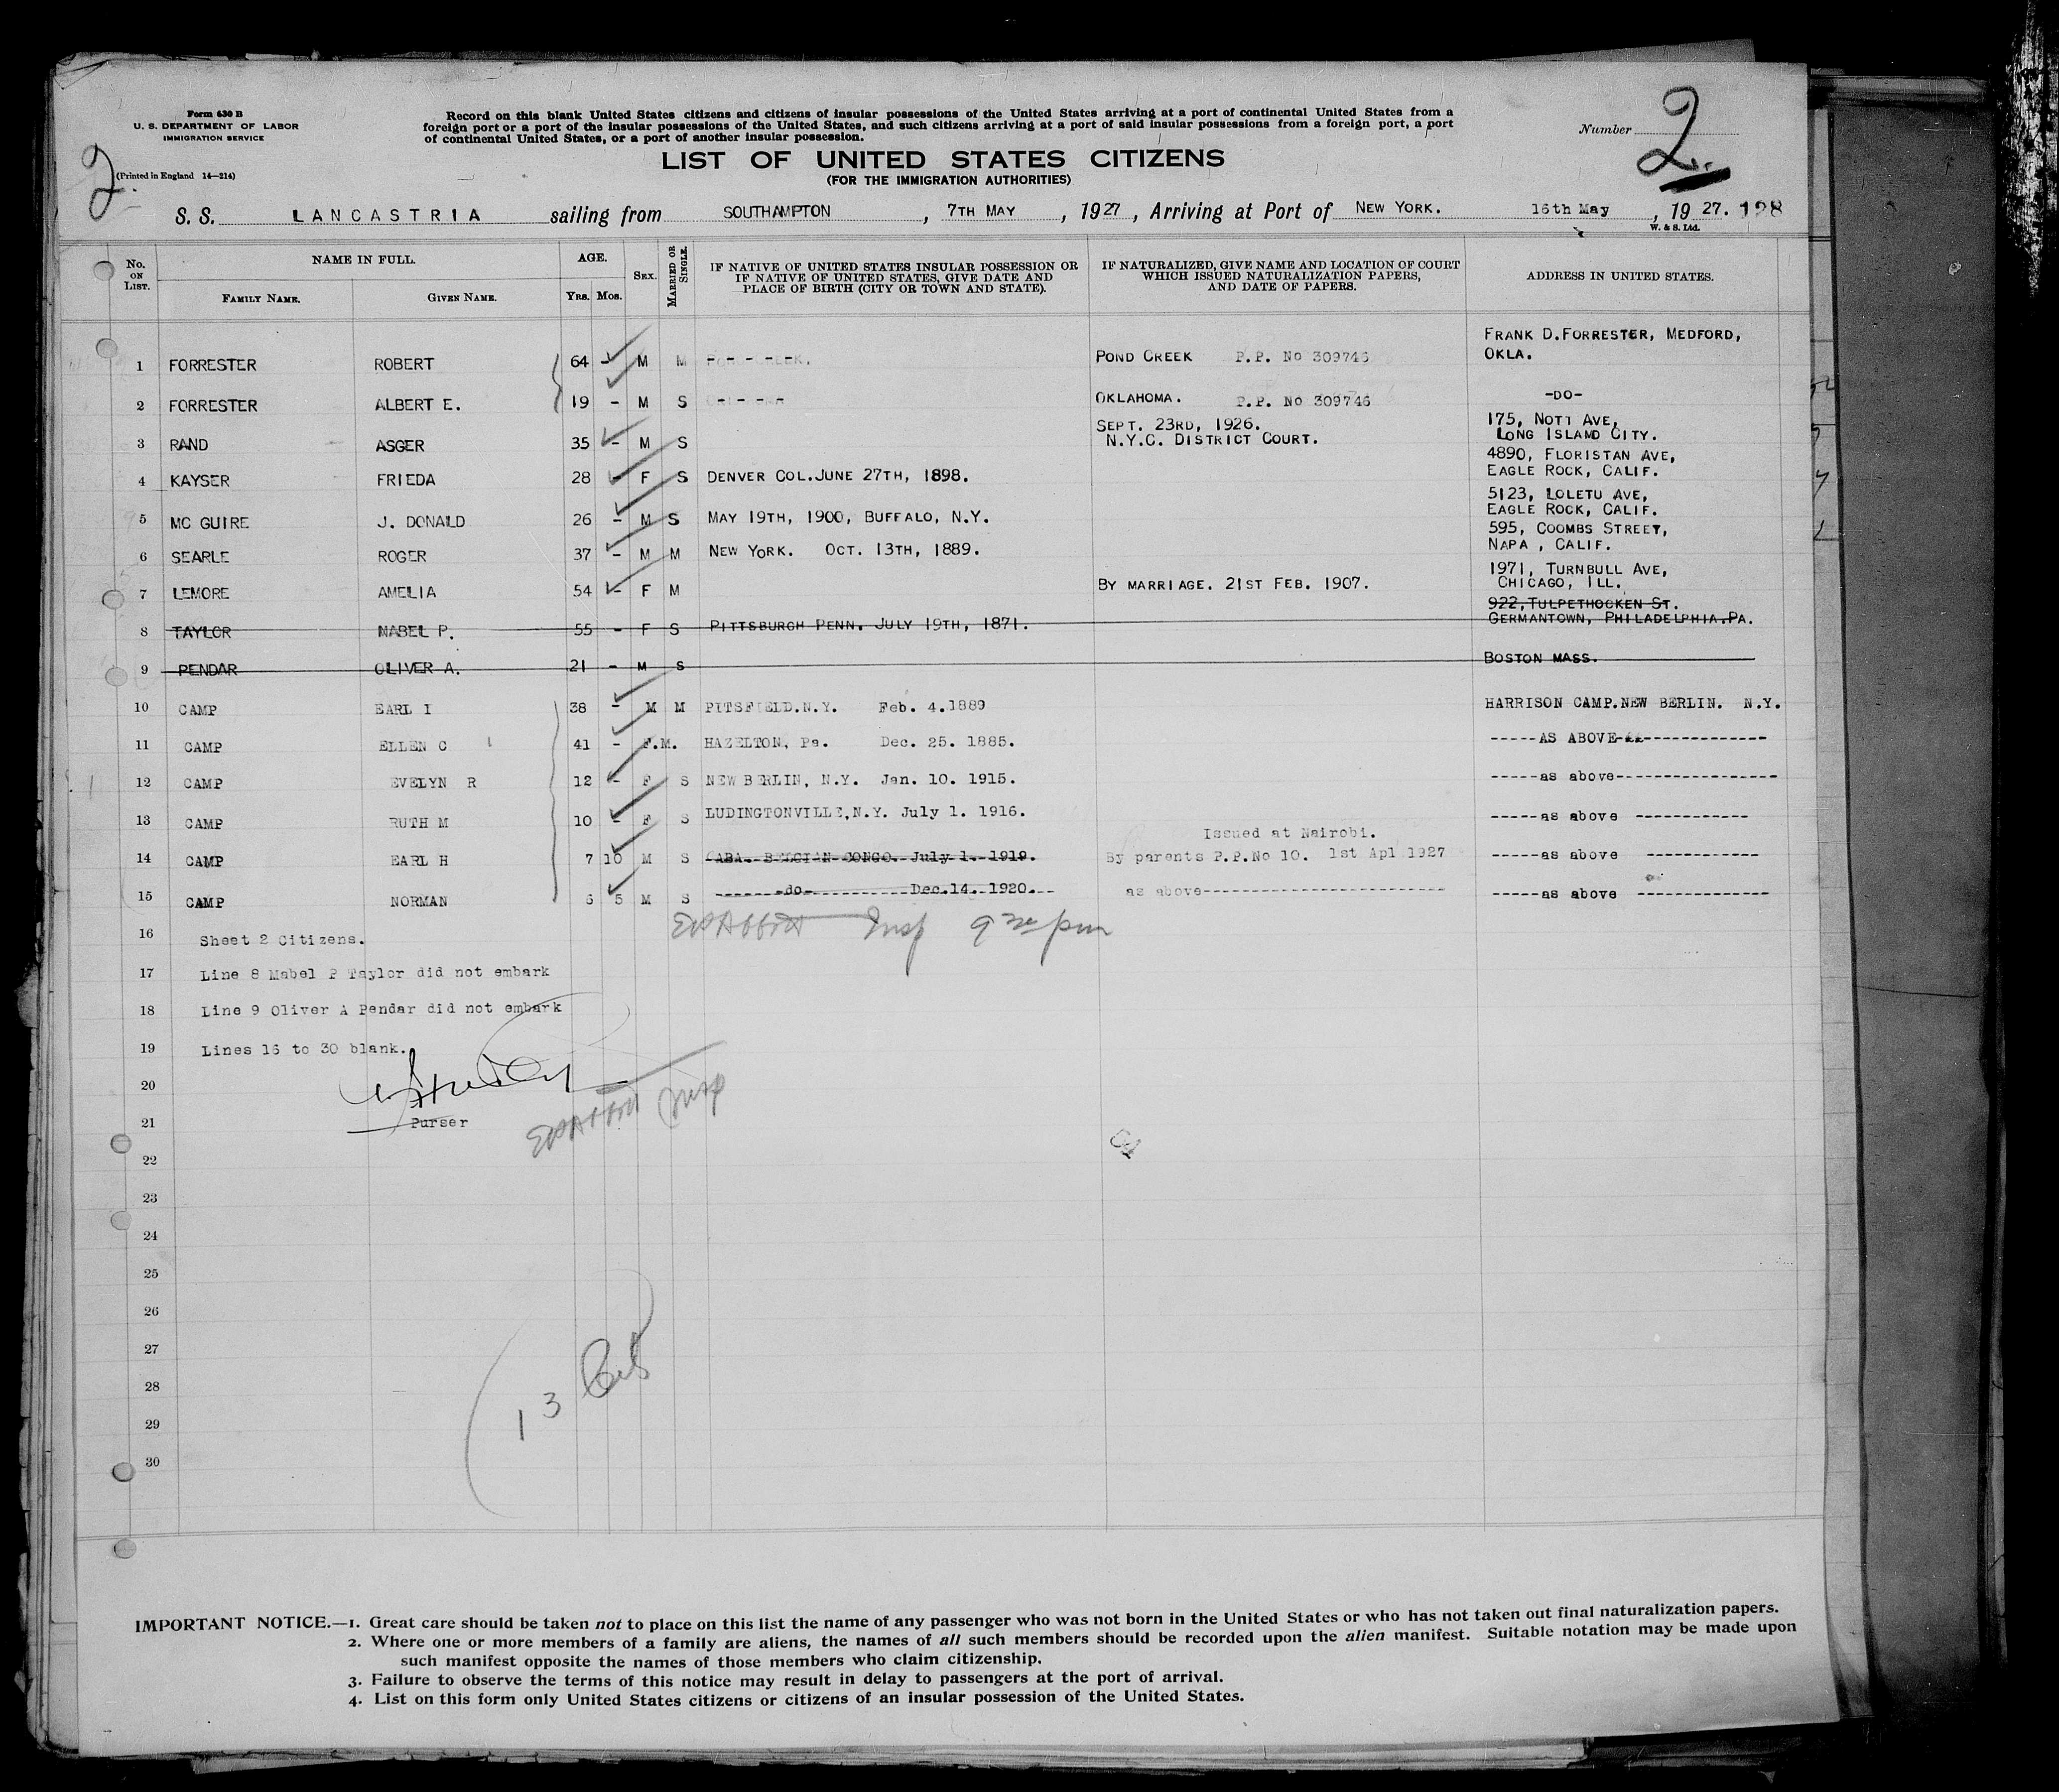 Form 630 B
U. S. DEPARTMENT OF LABOR
IMMIGRATION SERVICE
(Printed in England 14—214)
2
Record on this blank United States citizens and citizens of insular possessions of the United States arriving at a port of continental United States from a
foreign port or a port of the insular possessions of the United States, and such citizens arriving at a port of said insular possessions from a foreign port, a port
of continental United States, or a port of another insular possession.
LIST OF UNITED STATES CITIZENS
(FOR THE IMMIGRATION AUTHORITIES)
Number 2
S. S. LANCASTRIA sailing from SOUTHAMPTON, 7TH MAY, 1927, Arriving at Port of NEW YORK. 16th May, 19 27. 128
W. & S. Ltd.
No. ON LIST. NAME IN FULL. FAMILY NAME. GIVEN NAME. AGE. YRS. MOS. SEX. MARRIED OR SINGLE. IF NATIVE OF UNITED STATES INSULAR POSSESSION OR IF NATIVE OF UNITED STATES, GIVE DATE AND PLACE OF BIRTH (CITY OR TOWN AND STATE). IF NATURALIZED, GIVE NAME AND LOCATION OF COURT WHICH ISSUED NATURALIZATION PAPERS, AND DATE OF PAPERS. ADDRESS IN UNITED STATES.
1 FORRESTER ROBERT 64 - M M - - - - - POND CREEK P.P. No 309746 FRANK D.FORRESTER, MEDFORD, OKLA.
2 FORRESTER ALBERT E. 19 - M S - - - - OKLAHOMA. P.P. No 309746 -DO-
3 RAND ASGER 35 - M S SEPT. 23RD, 1926. N.Y.C. DISTRICT COURT. 175, NOTT AVE, LONG ISLAND CITY.
4 KAYSER FRIEDA 28 - F S DENVER COL.JUNE 27TH, 1898. 4890, FLORISTAN AVE, EAGLE ROCK, CALIF.
5 MC GUIRE J. DONALD 26 - M S MAY 19TH, 1900, BUFFALO, N.Y. 5123, LOLETU AVE, EAGLE ROCK, CALIF.
6 SEARLE ROGER 37 - M M NEW YORK. OCT. 13TH, 1889. 595, COOMBS STREET, NAPA , CALIF.
7 LEMORE AMELIA 54 - F M BY MARRIAGE. 21ST FEB. 1907. 1971, TURNBULL AVE, CHICAGO, ILL.
8 TAYLOR MABEL P. 55 - F S PITTSBURGH PENN. JULY 19TH, 1871. 922,TULPETHOCKEN ST. GERMANTOWN, PHILADELPHIA.PA.
9 PENDAR OLIVER A. 21 - M S BOSTON MASS.
10 CAMP EARL I 38 - M M PITSFIELD.N.Y. Feb. 4.1889 HARRISON CAMP.NEW BERLIN. N.Y.
11 CAMP ELLEN C 41 - F.M. HAZELTON, Pa. Dec. 25. 1885. -----AS ABOVE---------------
12 CAMP EVELYN R 12 - F S NEW BERLIN, N.Y. Jan. 10. 1915. -----as above-----------------
13 CAMP RUTH M 10 - F S LUDINGTONVILLE,N.Y. July 1. 1916. -----as above ------------
14 CAMP EARL H 7 10 M S ABA. BELGIAN CONGO. July 1. 1919. Issued at Nairobi. By parents P.P.No 10. 1st Apl 1927 -----as above ------------
15 CAMP NORMAN 6 5 M S -------do----------Dec.14. 1920.--- as above------------------------- -----as above --------------
16 Sheet 2 Citizens.
Insp
17 Line 8 Mabel P Taylor did not embark
18 Line 9 Oliver A Pendar did not embark
19 Lines 16 to 30 blank.
20
21 Purser
Insp
22
23
24
25
26
27
28
13
29
30
IMPORTANT NOTICE.—1. Great care should be taken not to place on this list the name of any passenger who was not born in the United States or who has not taken out final naturalization papers.
2. Where one or more members of a family are aliens, the names of all such members should be recorded upon the alien manifest. Suitable notation may be made upon
such manifest opposite the names of those members who claim citizenship.
3. Failure to observe the terms of this notice may result in delay to passengers at the port of arrival.
4. List on this form only United States citizens or citizens of an insular possession of the United States.